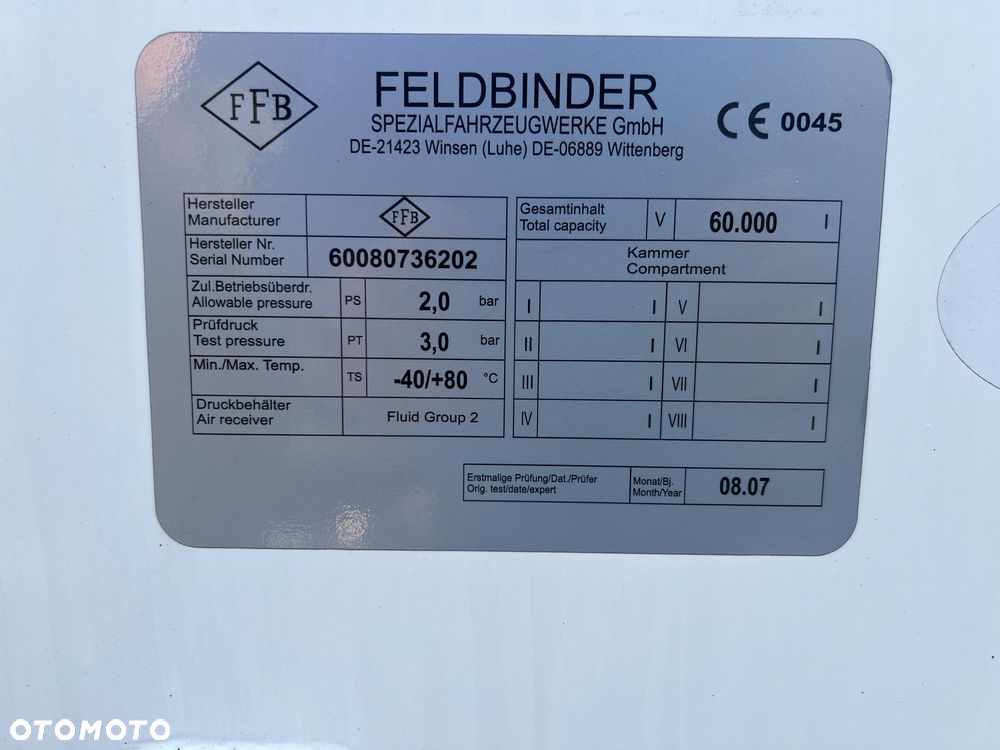 FFB
FELDBINDER
SPEZIALFAHRZEUGWERKE GmbH
DE-21423 Winsen (Luhe) DE-06889 Wittenberg
CE 0045
Hersteller
Manufacturer
FFB
Hersteller Nr.
Serial Number
60080736202
Zul.Betriebsüberdr.
Allowable pressure
PS
2,0 bar
Prüfdruck
Test pressure
PT
3,0 bar
Min./Max. Temp.
TS
-40/+80 °C
Druckbehälter
Air receiver
Fluid Group 2
Gesamtinhalt
Total capacity
V
60.000 l
Kammer
Compartment
I l V l
II l VI l
III l VII l
IV l VIII l
Erstmalige Prüfung/Dat./Prüfer
Orig. test/date/expert
Monat/Bj.
Month/Year
08.07
OTOMOTO